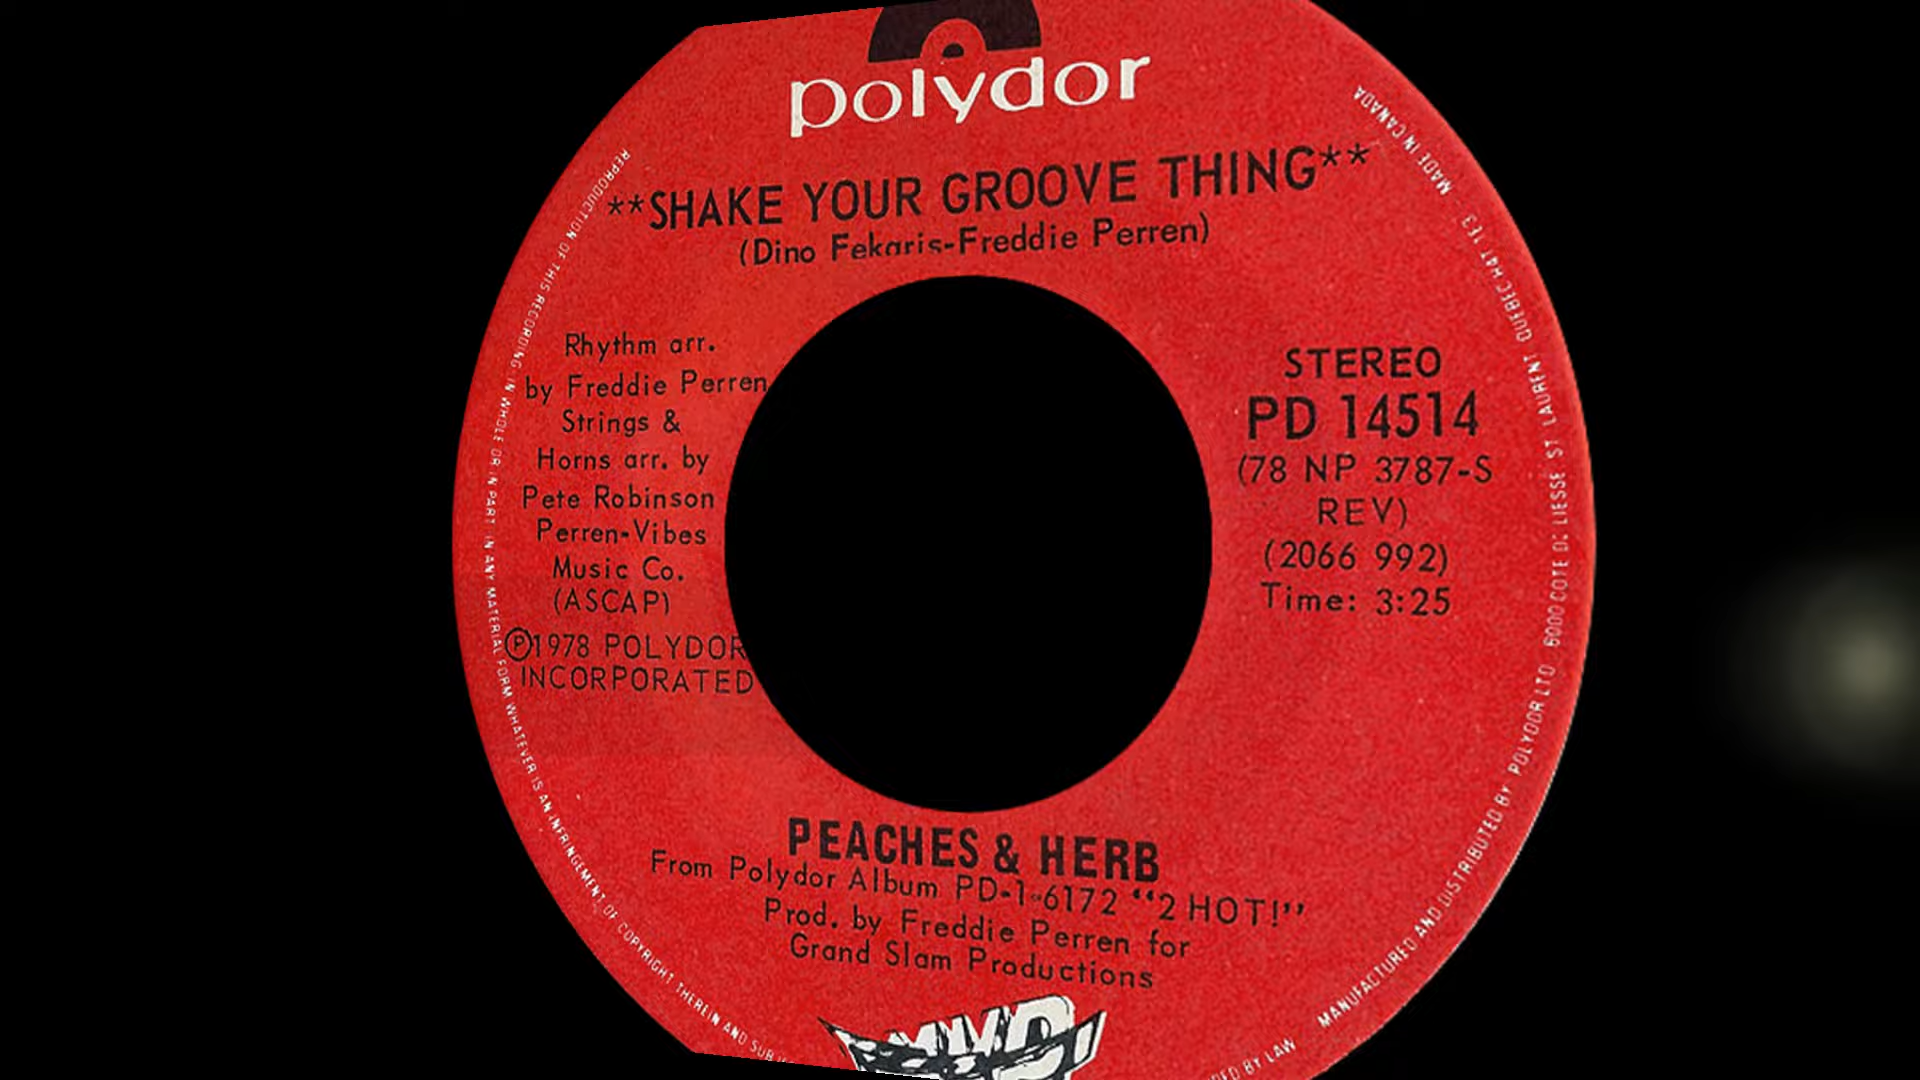 polydor
**SHAKE YOUR GROOVE THING**
(Dino Fekaris-Freddie Perren)
Rhythm arr.
by Freddie Perren
Strings &
Horns arr. by
Pete Robinson
Perren-Vibes
Music Co.
(ASCAP)
Ⓟ1978 POLYDOR
INCORPORATED
STEREO
PD 14514
(78 NP 3787-S
REV)
(2066 992)
Time: 3:25
PEACHES & HERB
From Polydor Album PD-1-6172 "2 HOT!"
Prod. by Freddie Perren for
Grand Slam Productions
REPRODUCTION OF THIS RECORDING IN WHOLE OR IN PART IN ANY MATERIAL FORM WHATEVER IS AN INFRINGEMENT OF COPYRIGHT THEREIN AND
BY LAW
MANUFACTURED AND DISTRIBUTED BY POLYDOR LTD 6000 COTE DE LIESSE ST LAURENT QUEBEC H4T 1E3 - MADE IN CANADA